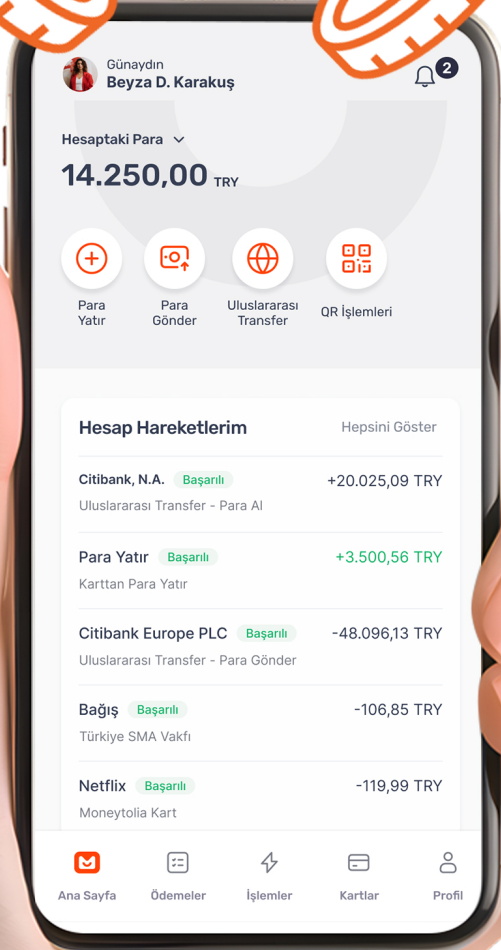 Günaydın
Beyza D. Karakuş
2
Hesaptaki Para
14.250,00 TRY
Para
Yatır
Para
Gönder
Uluslararası
Transfer
QR İşlemleri
Hesap Hareketlerim
Hepsini Göster
Citibank, N.A. Başarılı
+20.025,09 TRY
Uluslararası Transfer - Para Al
Para Yatır Başarılı
+3.500,56 TRY
Karttan Para Yatır
Citibank Europe PLC Başarılı
-48.096,13 TRY
Uluslararası Transfer - Para Gönder
Bağış Başarılı
-106,85 TRY
Türkiye SMA Vakfı
Netflix Başarılı
-119,99 TRY
Moneytolia Kart
Ana Sayfa
Ödemeler
İşlemler
Kartlar
Profil